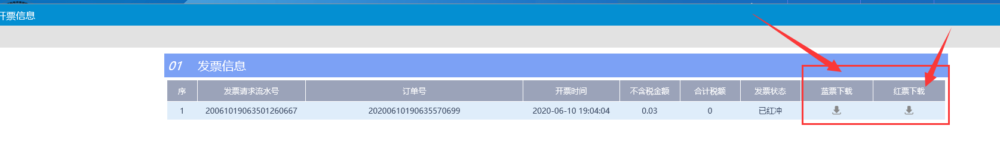 开票信息
01 发票信息
序 发票请求流水号 订单号 开票时间 不含税金额 合计税额 发票状态 蓝票下载 红票下载
1 20061019063501260667 20200610190635570699 2020-06-10 19:04:04 0.03 0 已红冲